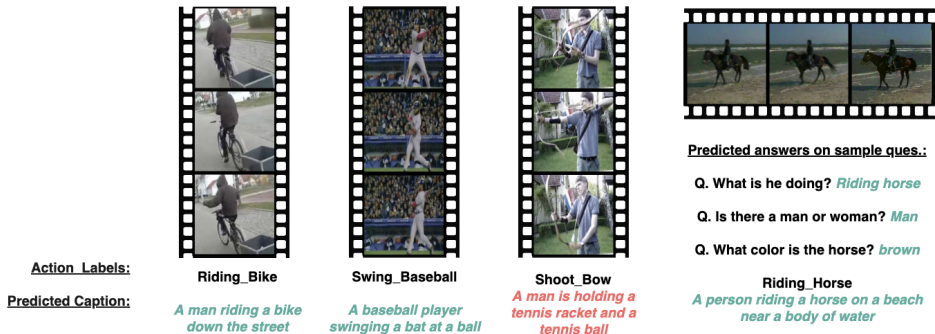 Predicted answers on sample ques.:
Q. What is he doing? Riding horse
Q. Is there a man or woman? Man
Q. What color is the horse? brown
Action_Labels:
Riding_Bike
Swing_Baseball
Shoot_Bow
Riding_Horse
Predicted Caption:
A man riding a bike
down the street
A baseball player
swinging a bat at a ball
A man is holding a
tennis racket and a
tennis ball
A person riding a horse on a beach
near a body of water